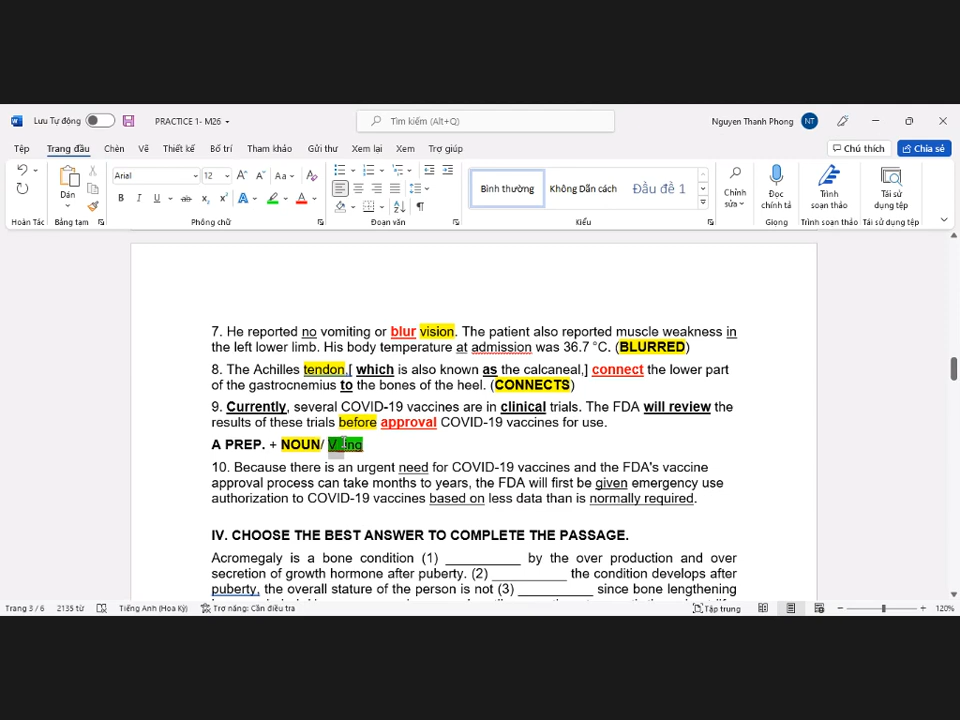 Lưu Tự động
PRACTICE 1- M26
Tìm kiếm (Alt+Q)
Nguyen Thanh Phong
NT
Tệp Trang đầu Chèn Vẽ Thiết kế Bố trí Tham khảo Gửi thư Xem lại Xem Trợ giúp
Chú thích
Chia sẻ
Dán
Arial
12
Bình thường
Không Dãn cách
Đầu đề 1
Chỉnh sửa
Đọc chính tả
Trình soạn thảo
Tái sử dụng tệp
Hoàn Tác Bảng tạm Phông chữ Đoạn văn Kiểu Giọng Trình soạn thảo Tái sử dụng tệp
7. He reported no vomiting or blur vision. The patient also reported muscle weakness in
the left lower limb. His body temperature at admission was 36.7 °C. (BLURRED)
8. The Achilles tendon,[ which is also known as the calcaneal,] connect the lower part
of the gastrocnemius to the bones of the heel. (CONNECTS)
9. Currently, several COVID-19 vaccines are in clinical trials. The FDA will review the
results of these trials before approval COVID-19 vaccines for use.
A PREP. + NOUN/
10. Because there is an urgent need for COVID-19 vaccines and the FDA's vaccine
approval process can take months to years, the FDA will first be given emergency use
authorization to COVID-19 vaccines based on less data than is normally required.
IV. CHOOSE THE BEST ANSWER TO COMPLETE THE PASSAGE.
Acromegaly is a bone condition (1) __________ by the over production and over
secretion of growth hormone after puberty. (2) __________ the condition develops after
puberty, the overall stature of the person is not (3) __________ since bone lengthening
Trang 3 / 6 2135 từ Tiếng Anh (Hoa Kỳ) Trợ năng: Cần điều tra Tập trung 120%